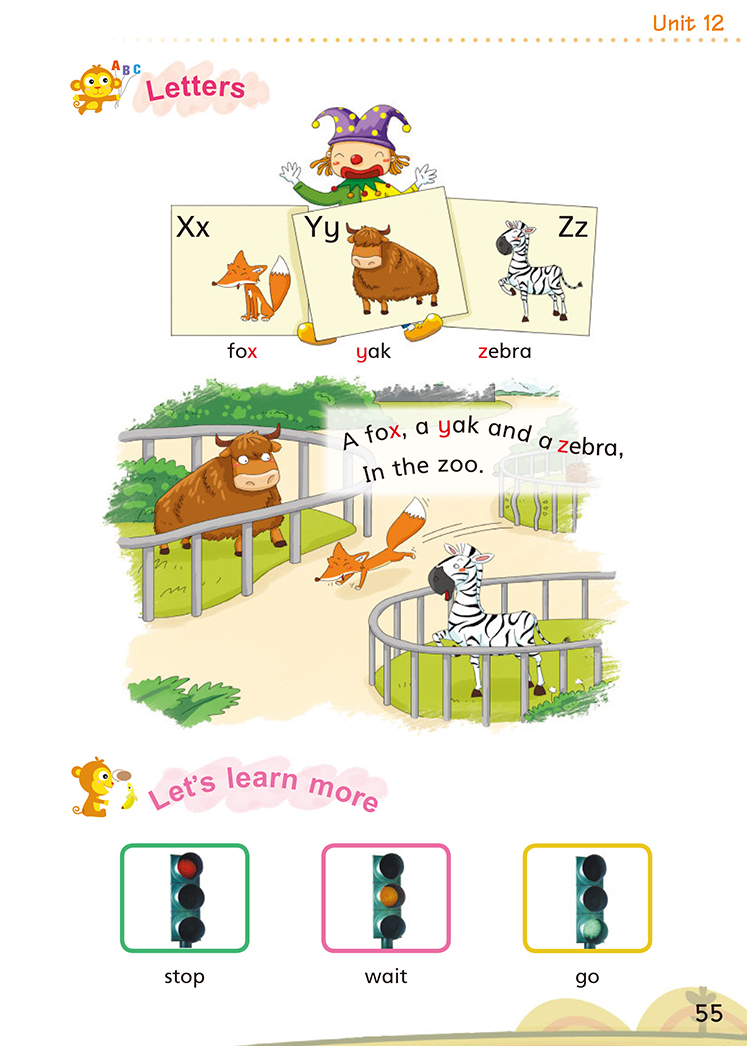 Unit 12
ABC
Letters
Xx
Yy
Zz
fox
yak
zebra
A fox, a yak and a zebra,
In the zoo.
Let's learn more
stop
wait
go
55